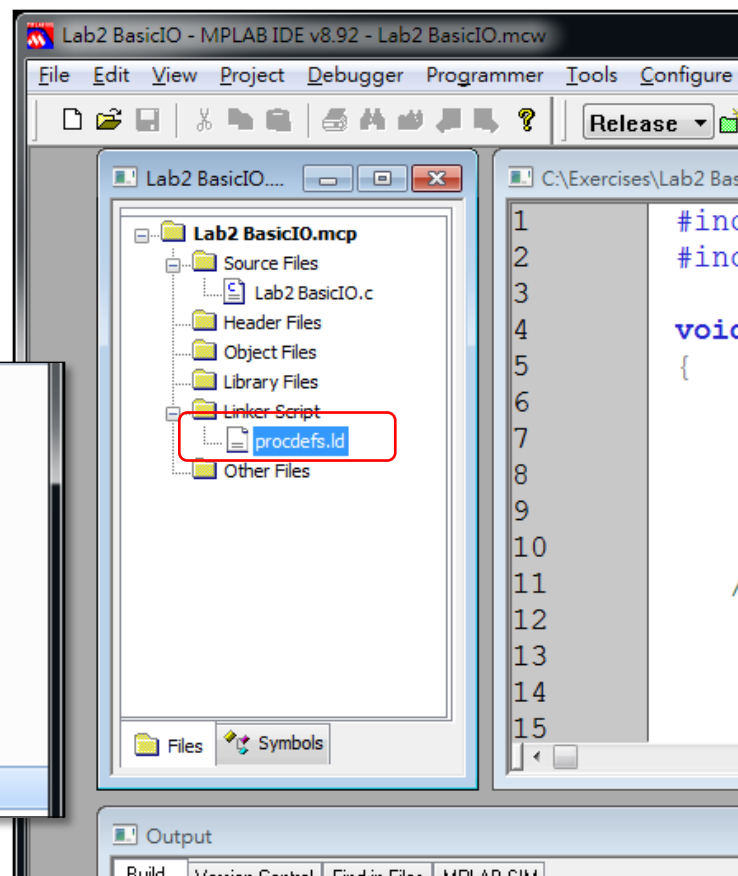 Lab2 BasicIO - MPLAB IDE v8.92 - Lab2 BasicIO.mcw
File Edit View Project Debugger Programmer Tools Configure
Release
Lab2 BasicIO....
C:\Exercises\Lab2 Bas
Lab2 BasicIO.mcp
Source Files
Lab2 BasicIO.c
Header Files
Object Files
Library Files
Linker Script
procdefs.ld
Other Files
Files Symbols
1 #inc
2 #inc
3
4 void
5 {
6
7
8
9
10
11 /
12
13
14
15
Output
Build Version Control Find in Files MPLAB SIM